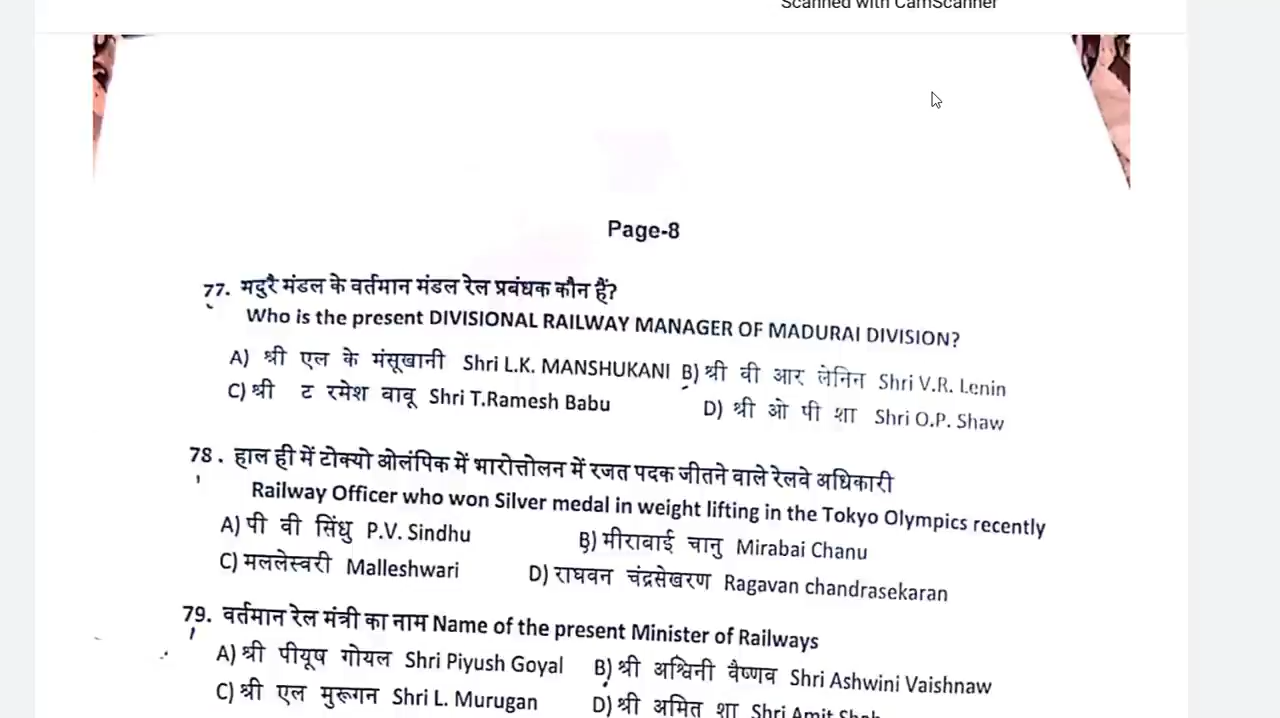 Scanned with CamScanner
Page-8
77. मदुरै मंडल के वर्तमान मंडल रेल प्रबंधक कौन हैं?
Who is the present DIVISIONAL RAILWAY MANAGER OF MADURAI DIVISION?
A) श्री एल के मंसूखानी Shri L.K. MANSHUKANI B) श्री वी आर लेनिन Shri V.R. Lenin
C) श्री ट रमेश वाबू Shri T.Ramesh Babu D) श्री ओ पी शा Shri O.P. Shaw
78. हाल ही में टोक्यो ओलंपिक में भारोत्तोलन में रजत पदक जीतने वाले रेलवे अधिकारी
Railway Officer who won Silver medal in weight lifting in the Tokyo Olympics recently
A) पी वी सिंधु P.V. Sindhu B) मीरावाई चानु Mirabai Chanu
C) मललेस्वरी Malleshwari D) राघवन चंद्रसेखरण Ragavan chandrasekaran
79. वर्तमान रेल मंत्री का नाम Name of the present Minister of Railways
A) श्री पीयूष गोयल Shri Piyush Goyal B) श्री अश्विनी वैष्णव Shri Ashwini Vaishnaw
C) श्री एल मुरूगन Shri L. Murugan D) श्री अमित शा Shri Amit Shah